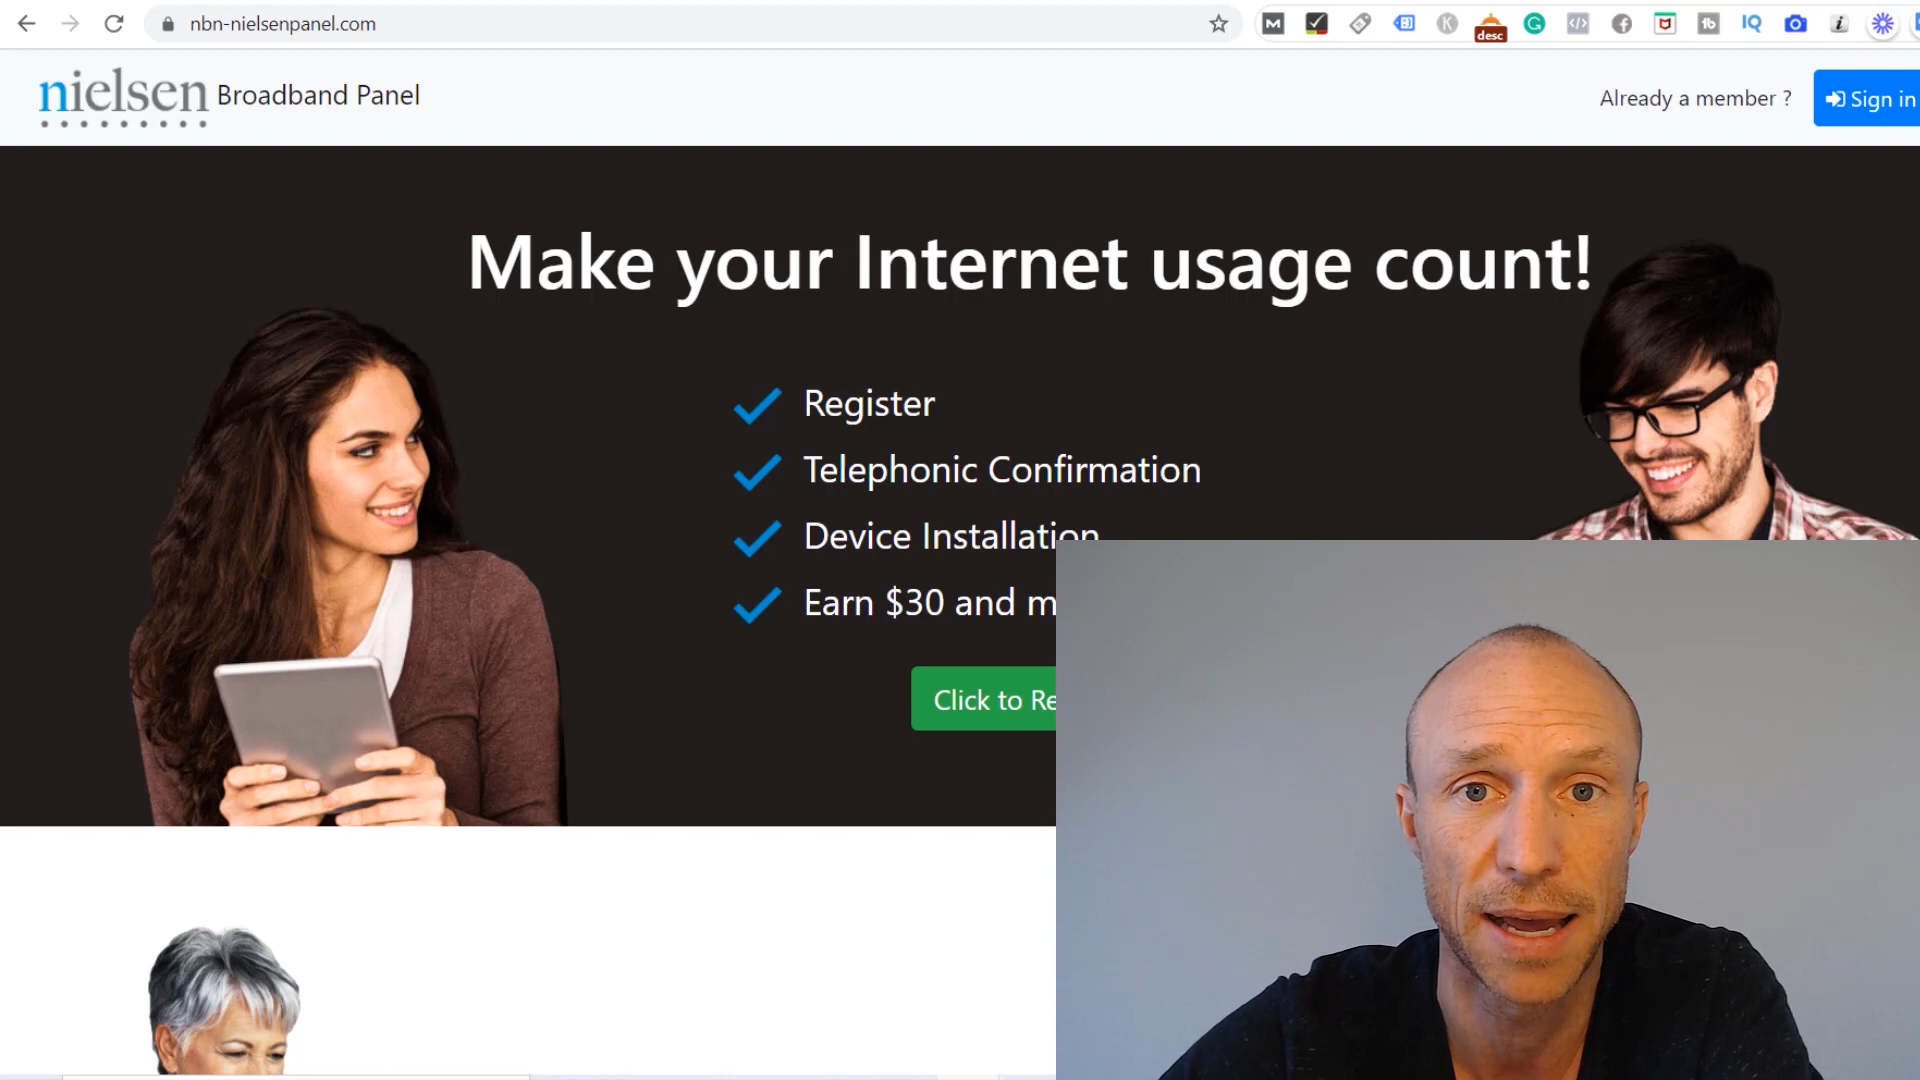 nbn-nielsenpanel.com
desc
nielsen Broadband Panel
Already a member ?
Sign in
Make your Internet usage count!
Register
Telephonic Confirmation
Device Installation
Earn $30 and m
Click to Re